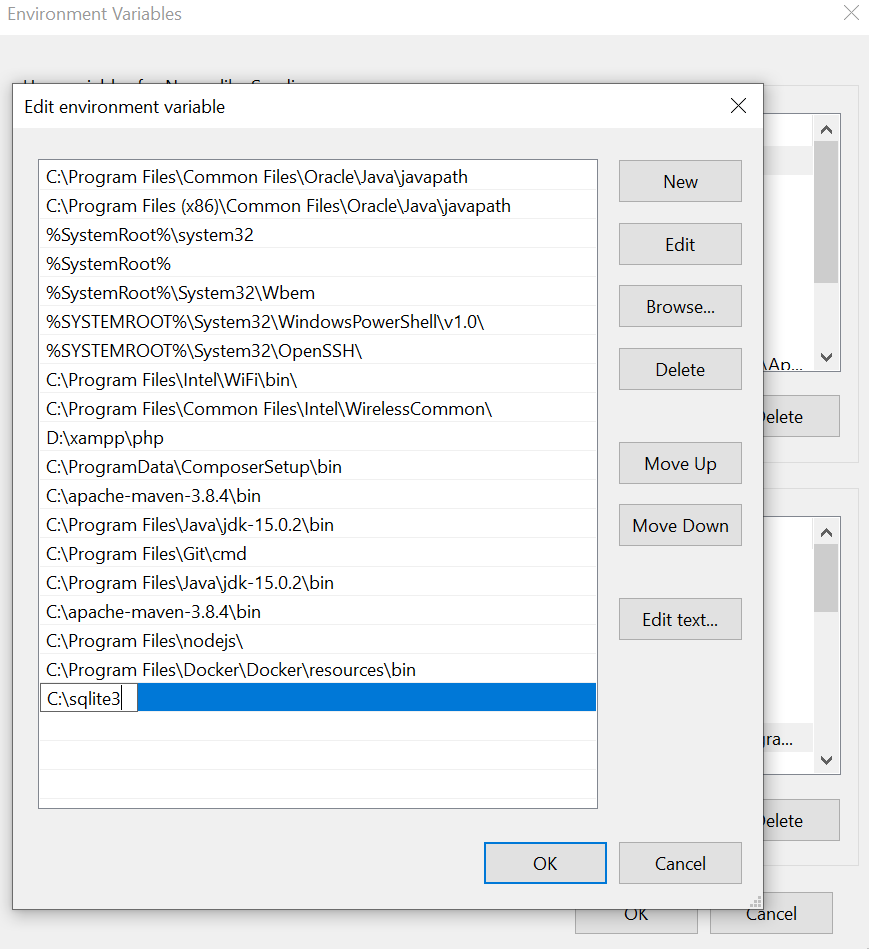 Environment Variables
Edit environment variable
C:\Program Files\Common Files\Oracle\Java\javapath
C:\Program Files (x86)\Common Files\Oracle\Java\javapath
%SystemRoot%\system32
%SystemRoot%
%SystemRoot%\System32\Wbem
%SYSTEMROOT%\System32\WindowsPowerShell\v1.0\
%SYSTEMROOT%\System32\OpenSSH\
C:\Program Files\Intel\WiFi\bin\
C:\Program Files\Common Files\Intel\WirelessCommon\
D:\xampp\php
C:\ProgramData\ComposerSetup\bin
C:\apache-maven-3.8.4\bin
C:\Program Files\Java\jdk-15.0.2\bin
C:\Program Files\Git\cmd
C:\Program Files\Java\jdk-15.0.2\bin
C:\apache-maven-3.8.4\bin
C:\Program Files\nodejs\
C:\Program Files\Docker\Docker\resources\bin
C:\sqlite3
New
Edit
Browse...
Delete
Move Up
Move Down
Edit text...
OK
Cancel
\Ap...
Delete
gra...
Delete
OK
Cancel